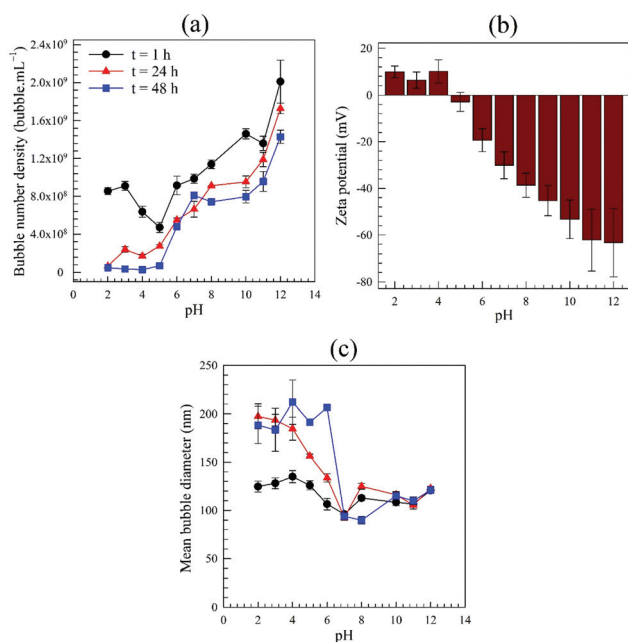 (a)
Bubble number density (bubble.mL⁻¹)
2.4x10⁹
2.0x10⁹
1.6x10⁹
1.2x10⁹
8.0x10⁸
4.0x10⁸
0
t = 1 h
t = 24 h
t = 48 h
0 2 4 6 8 10 12 14
pH
(b)
Zeta potential (mV)
20
0
-20
-40
-60
-80
2 4 6 8 10 12
pH
(c)
Mean bubble diameter (nm)
250
200
150
100
50
0
0 2 4 6 8 10 12 14
pH